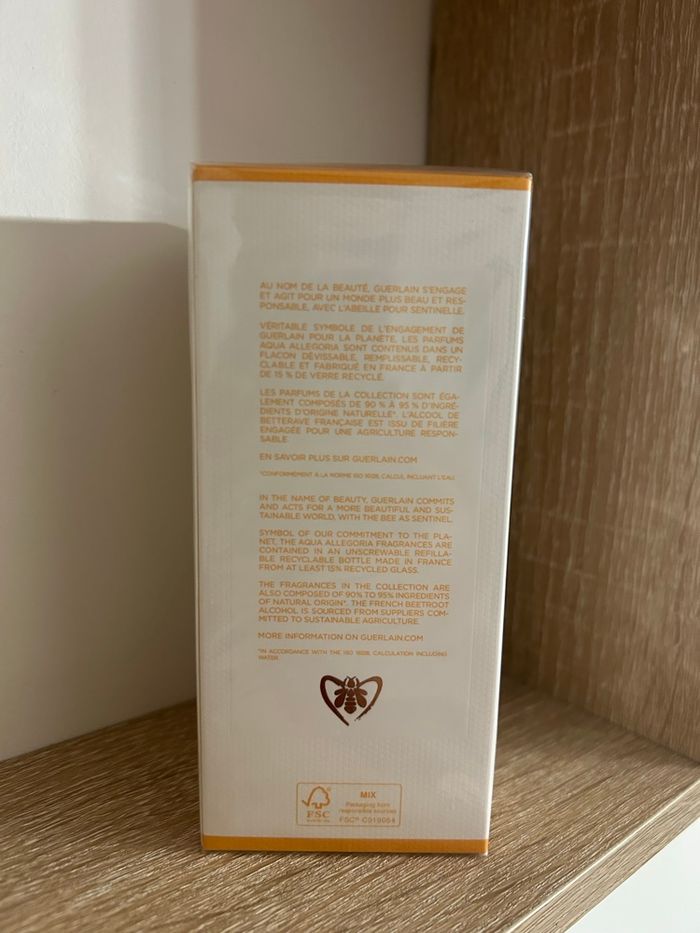 AU NOM DE LA BEAUTÉ, GUERLAIN S'ENGAGE
ET AGIT POUR UN MONDE PLUS BEAU ET RES-
PONSABLE, AVEC L'ABEILLE POUR SENTINELLE.
VÉRITABLE SYMBOLE DE L'ENGAGEMENT DE
GUERLAIN POUR LA PLANÈTE, LES PARFUMS
AQUA ALLEGORIA SONT CONTENUS DANS UN
FLACON DÉVISSABLE, REMPLISSABLE, RECY-
CLABLE ET FABRIQUÉ EN FRANCE À PARTIR
DE 15 % DE VERRE RECYCLÉ.
LES PARFUMS DE LA COLLECTION SONT ÉGA-
LEMENT COMPOSÉS DE 90 % À 95 % D'INGRÉ-
DIENTS D'ORIGINE NATURELLE*. L'ALCOOL DE
BETTERAVE FRANÇAISE EST ISSU DE FILIÈRE
ENGAGÉE POUR UNE AGRICULTURE RESPON-
SABLE.
EN SAVOIR PLUS SUR GUERLAIN.COM
*CONFORMÉMENT À LA NORME ISO 16128, CALCUL INCLUANT L'EAU.
IN THE NAME OF BEAUTY, GUERLAIN COMMITS
AND ACTS FOR A MORE BEAUTIFUL AND SUS-
TAINABLE WORLD, WITH THE BEE AS SENTINEL.
SYMBOL OF OUR COMMITMENT TO THE PLA-
NET, THE AQUA ALLEGORIA FRAGRANCES ARE
CONTAINED IN AN UNSCREWABLE REFILLA-
BLE RECYCLABLE BOTTLE MADE IN FRANCE
FROM AT LEAST 15% RECYCLED GLASS.
THE FRAGRANCES IN THE COLLECTION ARE
ALSO COMPOSED OF 90% TO 95% INGREDIENTS
OF NATURAL ORIGIN*. THE FRENCH BEETROOT
ALCOHOL IS SOURCED FROM SUPPLIERS COM-
MITTED TO SUSTAINABLE AGRICULTURE.
MORE INFORMATION ON GUERLAIN.COM
*IN ACCORDANCE WITH THE ISO 16128, CALCULATION INCLUDING
WATER.
FSC
MIX
Packaging from
responsible sources
FSC® C019064